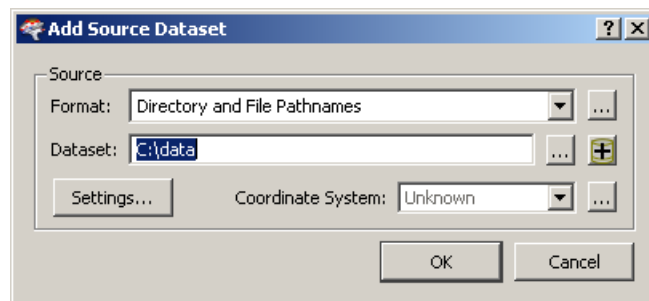 Add Source Dataset
Source
Format: Directory and File Pathnames ...
Dataset: C:\data ...
Settings... Coordinate System: Unknown ...
OK Cancel